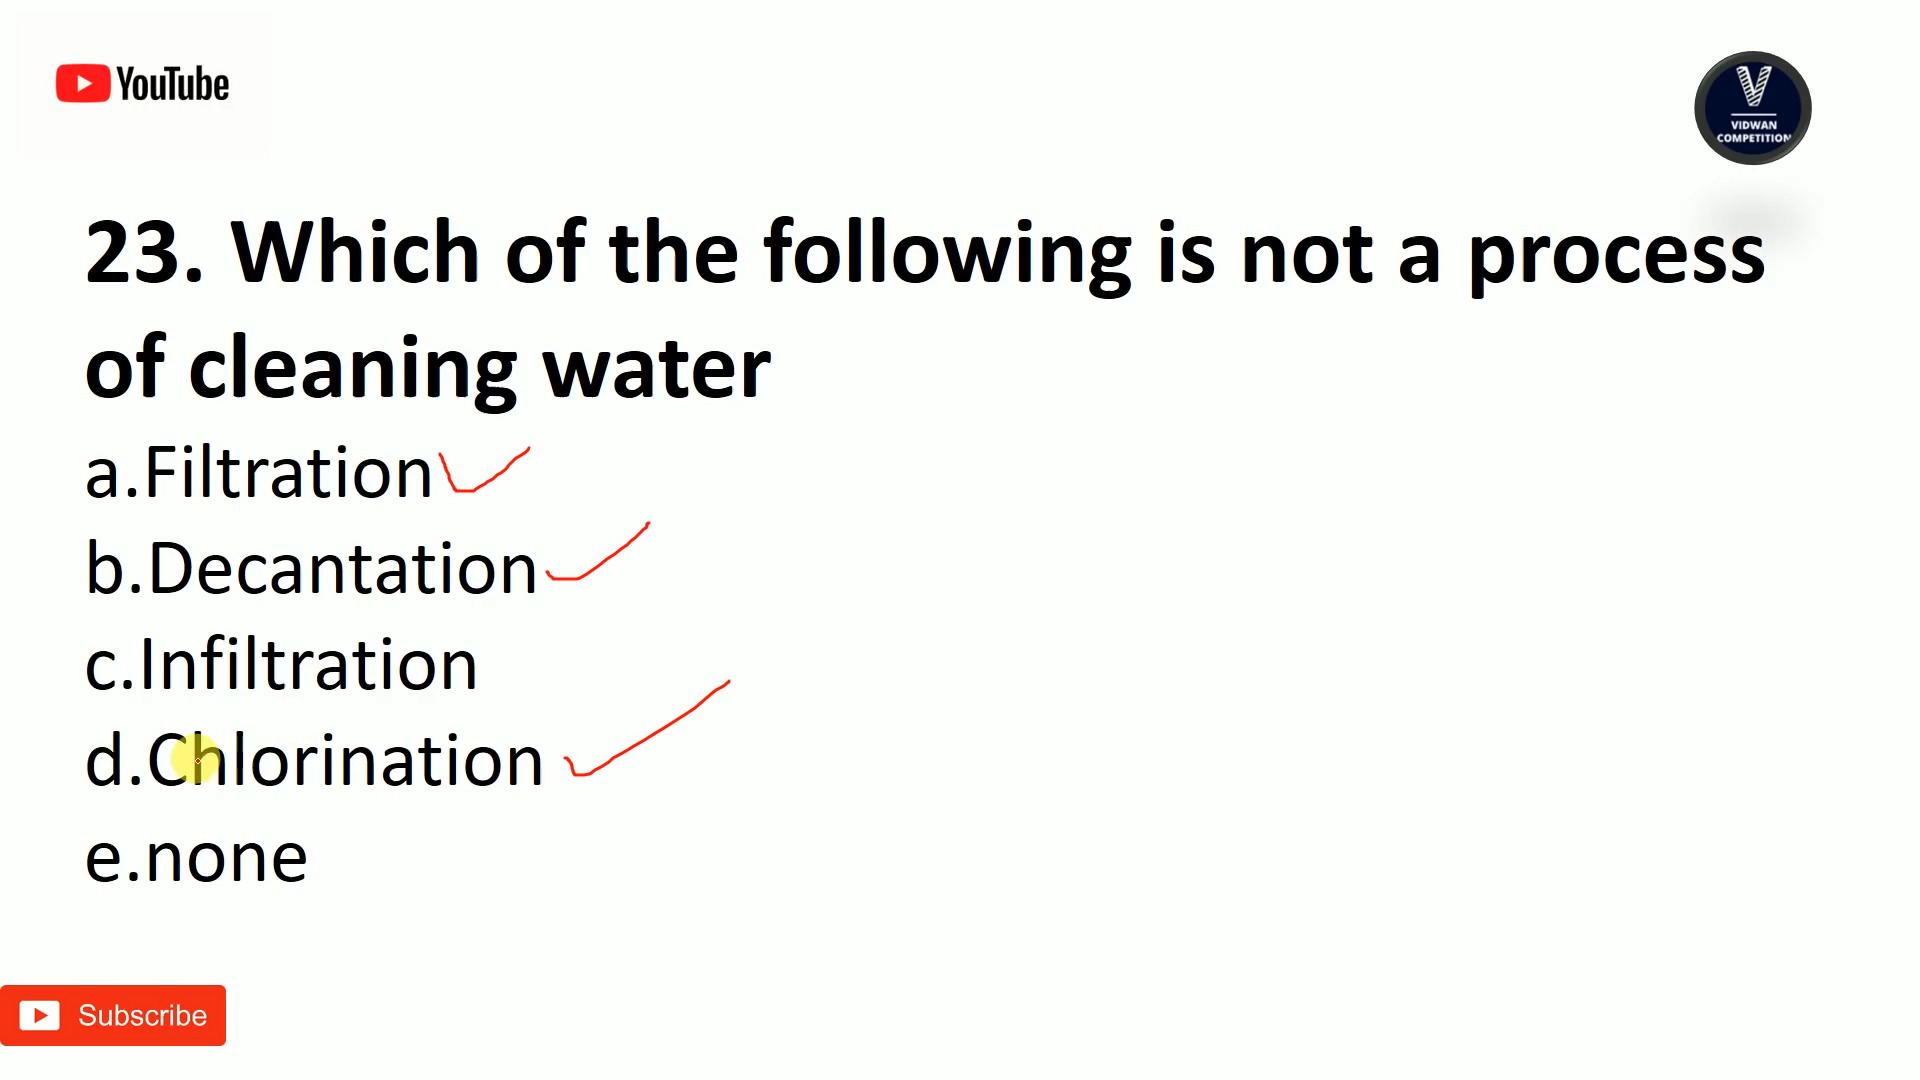 YouTube
V
VIDWAN
COMPETITION
23. Which of the following is not a process
of cleaning water
a.Filtration
b.Decantation
c.Infiltration
d.Chlorination
e.none
Subscribe